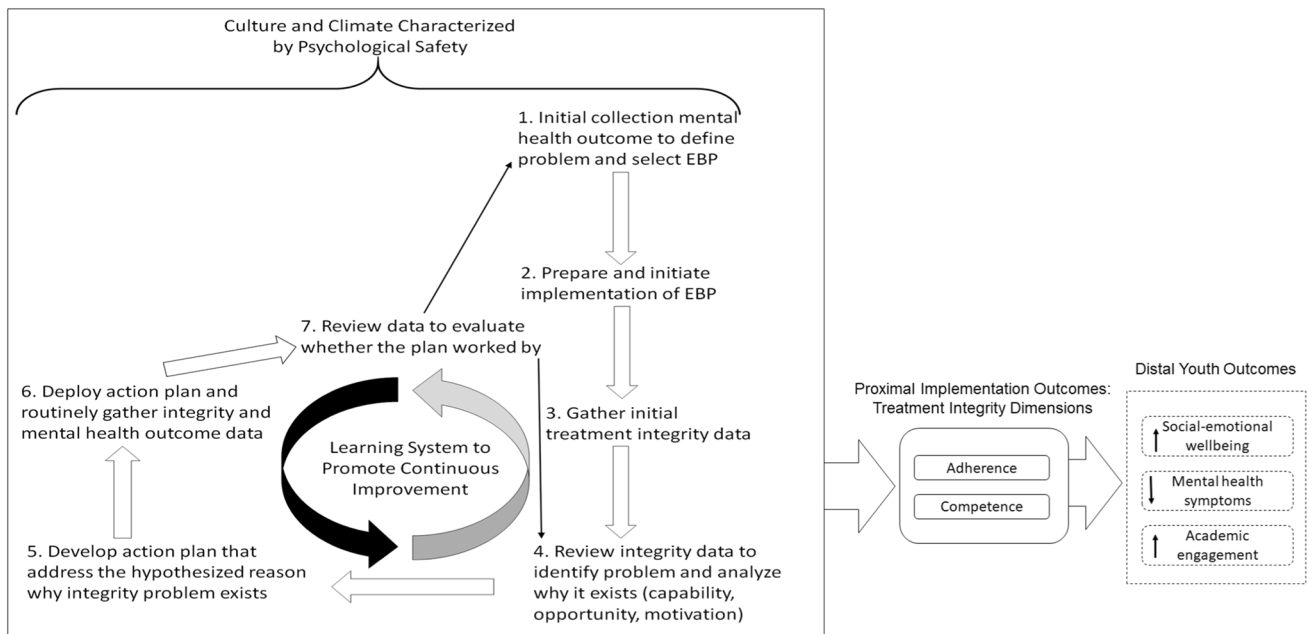 Culture and Climate Characterized
by Psychological Safety
1. Initial collection mental
health outcome to define
problem and select EBP
2. Prepare and initiate
implementation of EBP
7. Review data to evaluate
whether the plan worked by
6. Deploy action plan and
routinely gather integrity and
mental health outcome data
3. Gather initial
treatment integrity data
Learning System to
Promote Continuous
Improvement
5. Develop action plan that
address the hypothesized reason
why integrity problem exists
4. Review integrity data to
identify problem and analyze
why it exists (capability,
opportunity, motivation)
Proximal Implementation Outcomes:
Treatment Integrity Dimensions
Adherence
Competence
Distal Youth Outcomes
Social-emotional
wellbeing
Mental health
symptoms
Academic
engagement